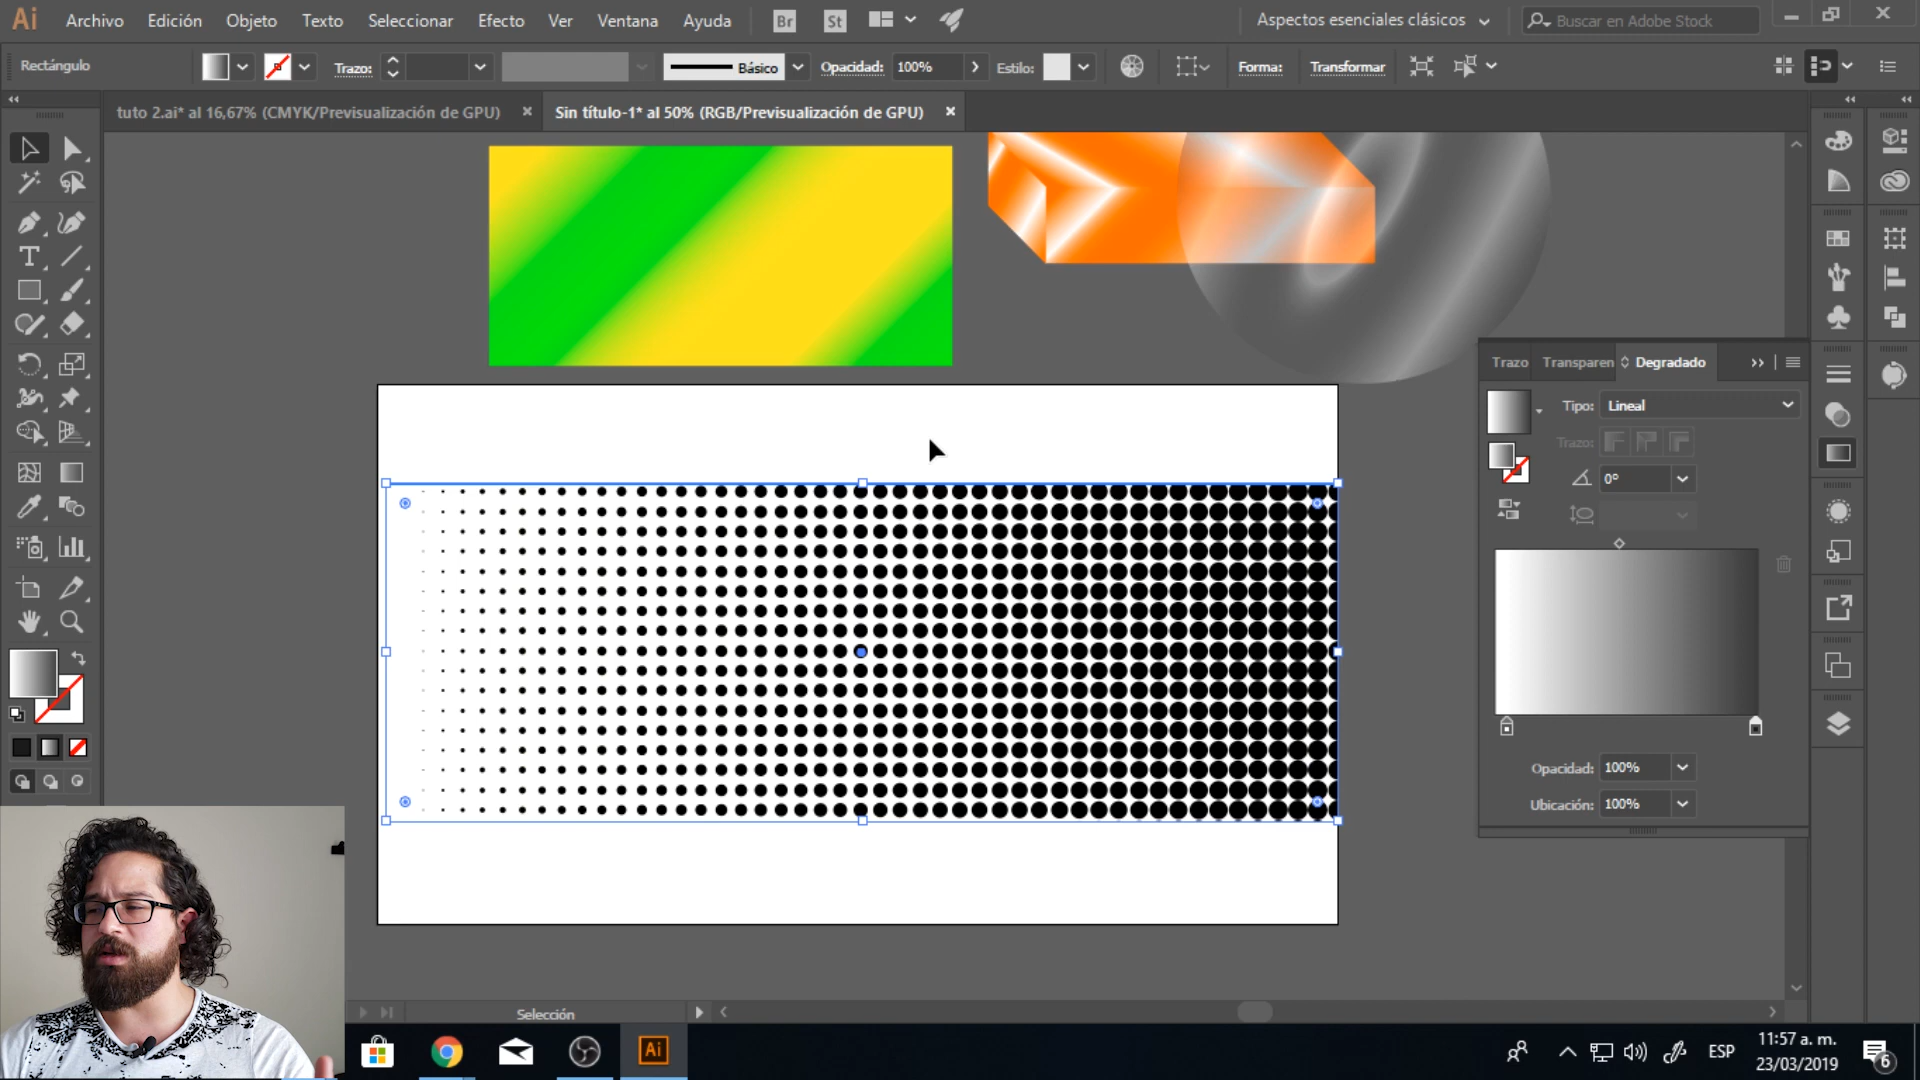 Ai Archivo Edición Objeto Texto Seleccionar Efecto Ver Ventana Ayuda Br St Aspectos esenciales clásicos Buscar en Adobe Stock
Rectángulo Trazo: Básico Opacidad: 100% Estilo: Forma: Transformar
tuto 2.ai* al 16,67% (CMYK/Previsualización de GPU) Sin título-1* al 50% (RGB/Previsualización de GPU)
Trazo Transparen Degradado
Tipo: Lineal
Trazo:
0°
Opacidad: 100%
Ubicación: 100%
Selección
Ai
ESP
11:57 a. m.
23/03/2019
6